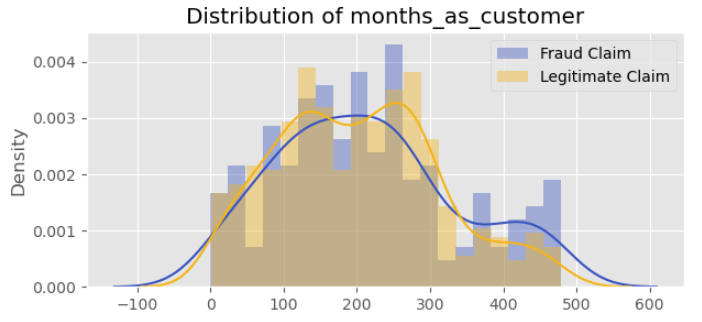 Distribution of months_as_customer
Fraud Claim
Legitimate Claim
Density
0.004
0.003
0.002
0.001
0.000
−100 0 100 200 300 400 500 600